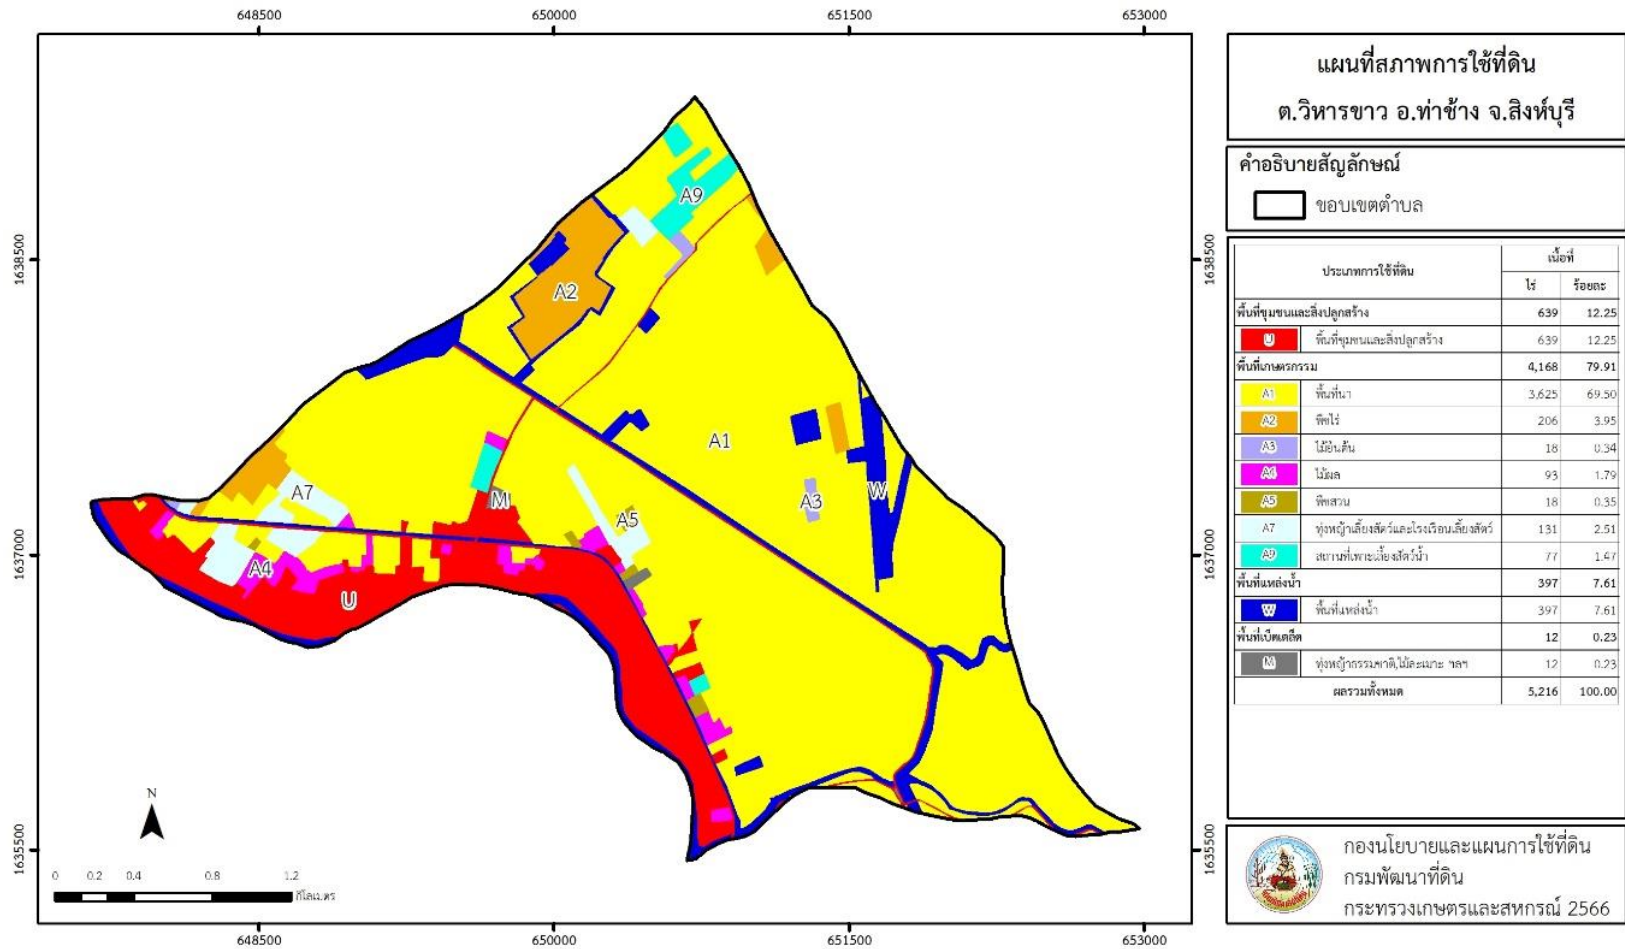 648500 650000 651500 653000
แผนที่สภาพการใช้ที่ดิน
ต.วิหารขาว อ.ท่าช้าง จ.สิงห์บุรี
คำอธิบายสัญลักษณ์
ขอบเขตตำบล
ประเภทการใช้ที่ดิน เนื้อที่
ไร่ ร้อยละ
พื้นที่ชุมชนและสิ่งปลูกสร้าง 639 12.25
U พื้นที่ชุมชนและสิ่งปลูกสร้าง 639 12.25
พื้นที่เกษตรกรรม 4,168 79.91
A1 พื้นที่นา 3,625 69.50
A2 พืชไร่ 206 3.95
A3 ไม้ยืนต้น 18 0.34
A4 ไม้ผล 93 1.79
A5 พืชสวน 18 0.35
A7 ทุ่งหญ้าเลี้ยงสัตว์และโรงเรือนเลี้ยงสัตว์ 131 2.51
A9 สถานที่เพาะเลี้ยงสัตว์น้ำ 77 1.47
พื้นที่แหล่งน้ำ 397 7.61
W พื้นที่แหล่งน้ำ 397 7.61
พื้นที่เบ็ดเตล็ด 12 0.23
M ทุ่งหญ้าธรรมชาติ,ไม้ละเมาะ ฯลฯ 12 0.23
ผลรวมทั้งหมด 5,216 100.00
กองนโยบายและแผนการใช้ที่ดิน
กรมพัฒนาที่ดิน
กระทรวงเกษตรและสหกรณ์ 2566
1638500 1638500
1637000 1637000
1635500 1635500
A9
A2
A1
A7
M
A3
W
A5
A4
U
N
0 0.2 0.4 0.8 1.2
กิโลเมตร
648500 650000 651500 653000